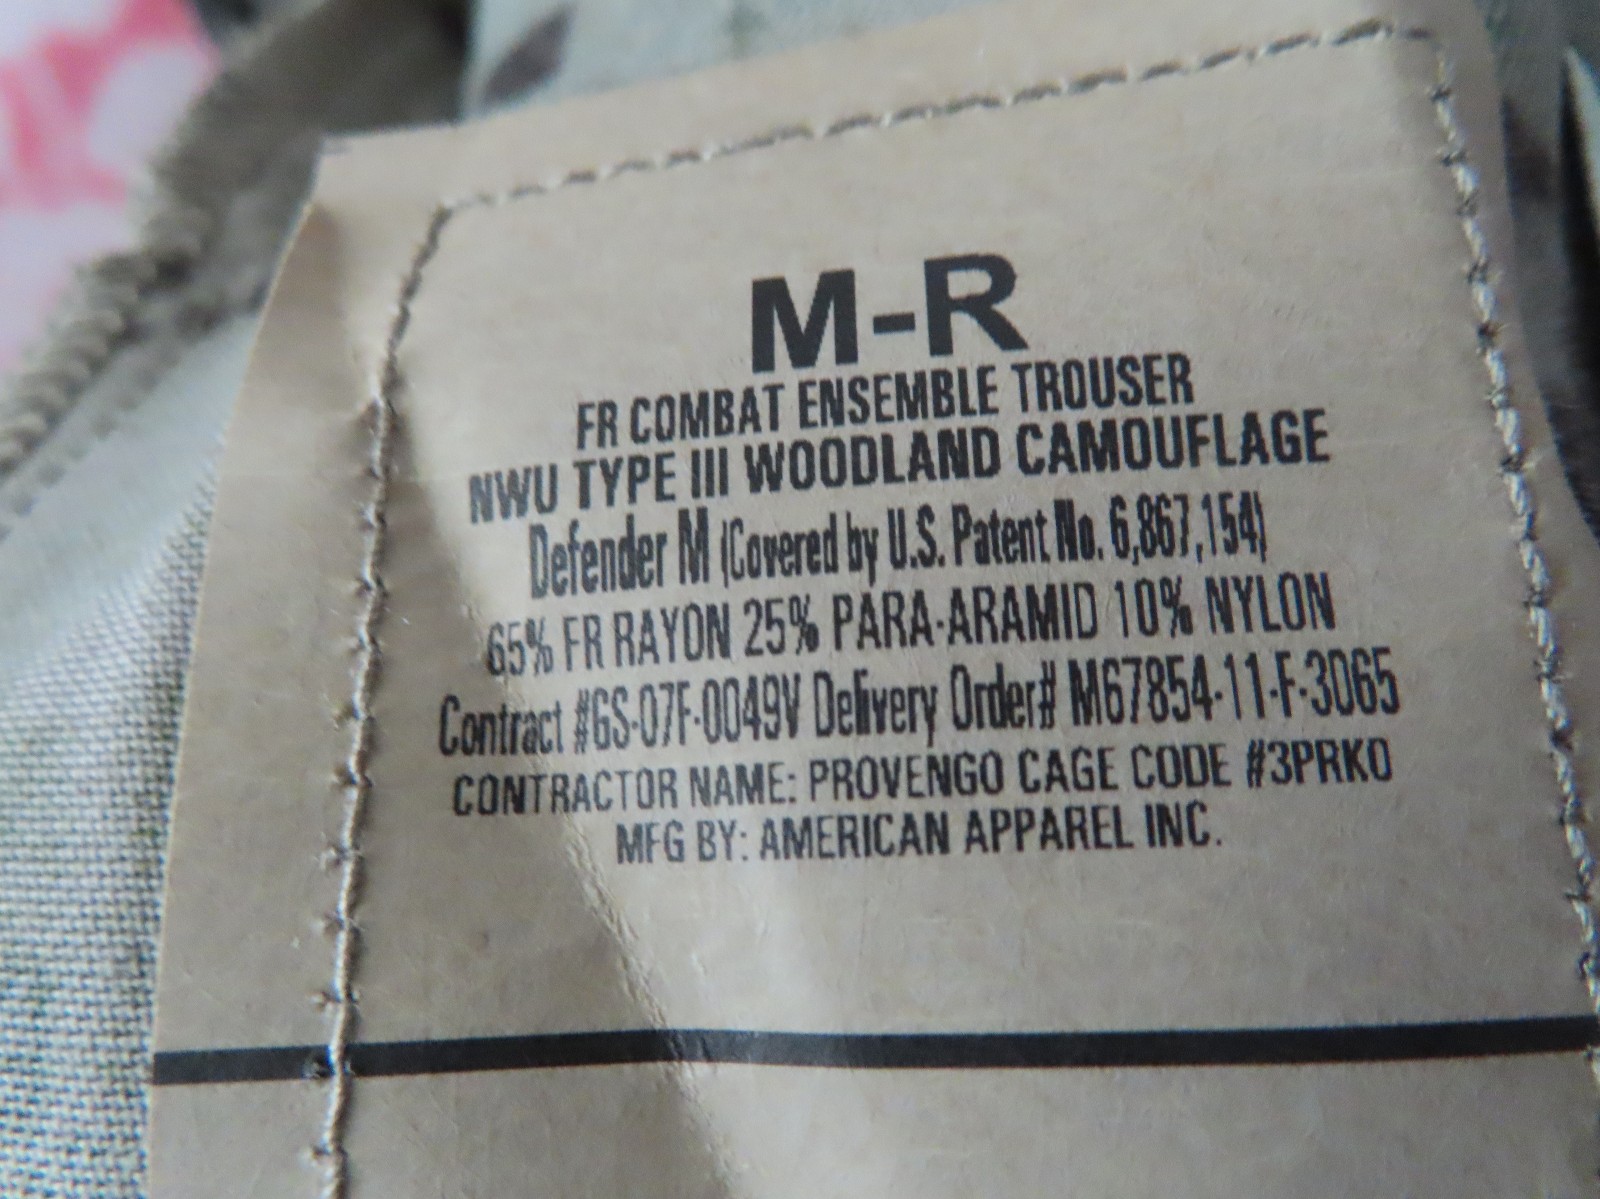 M-R
FR COMBAT ENSEMBLE TROUSER
NWU TYPE III WOODLAND CAMOUFLAGE
Defender M (Covered by U.S. Patent No. 6,867,154)
65% FR RAYON 25% PARA-ARAMID 10% NYLON
Contract #GS-07F-0049V Delivery Order# M67854-11-F-3065
CONTRACTOR NAME: PROVENGO CAGE CODE #3PRK0
MFG BY: AMERICAN APPAREL INC.